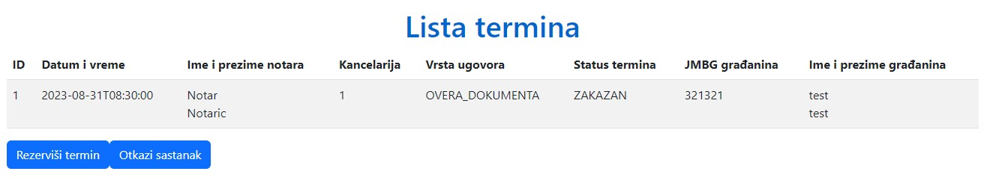 Lista termina
ID Datum i vreme Ime i prezime notara Kancelarija Vrsta ugovora Status termina JMBG građanina Ime i prezime građanina
1 2023-08-31T08:30:00 Notar 1 OVERA_DOKUMENTA ZAKAZAN 321321 test
Notaric test
Rezerviši termin Otkazi sastanak